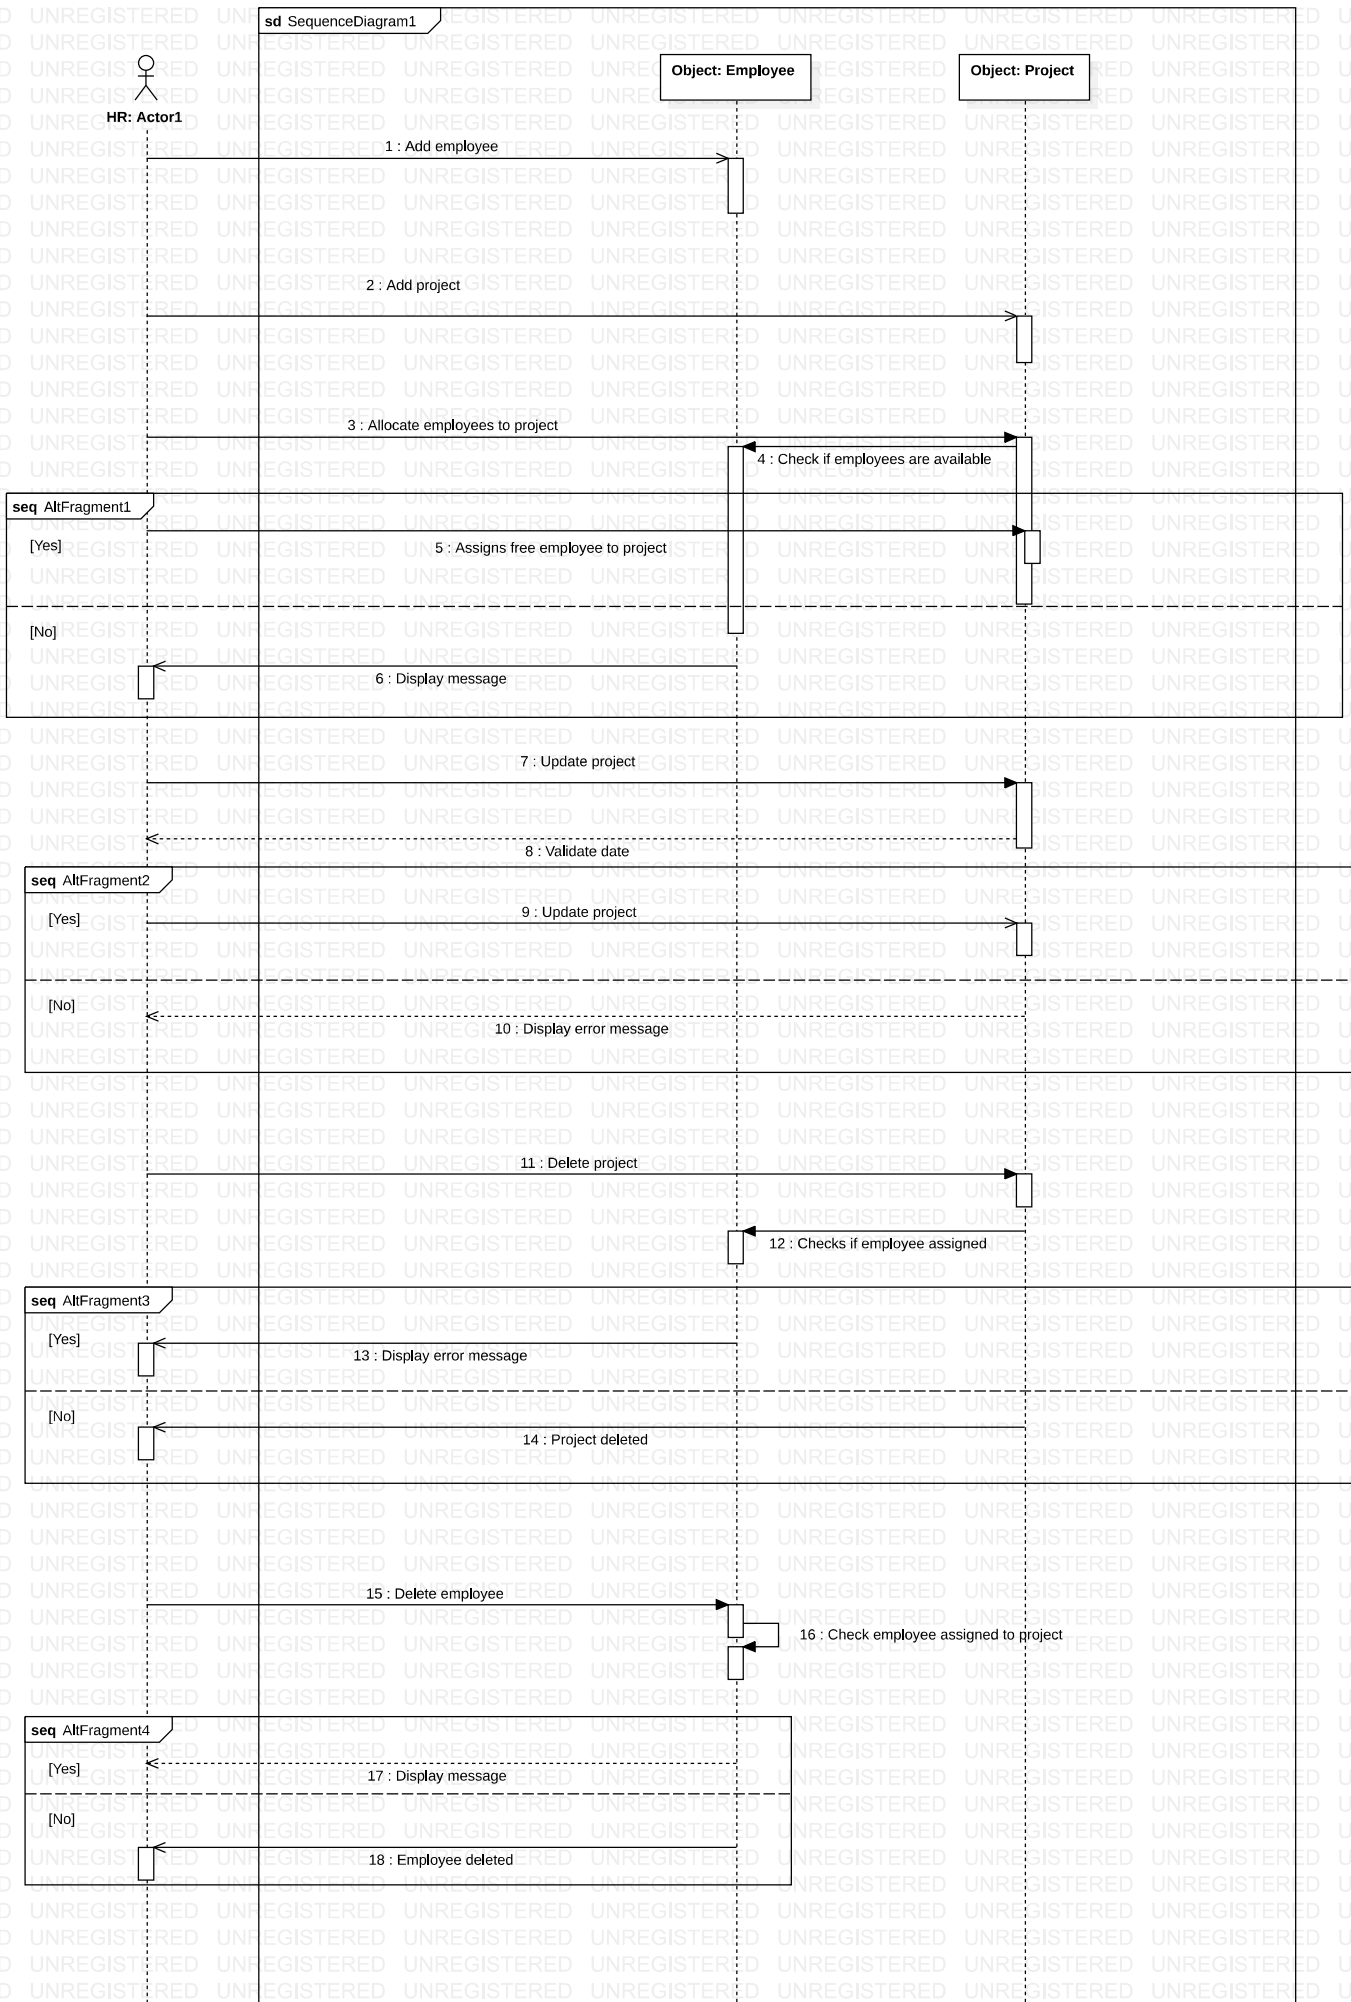 sd SequenceDiagram1
HR: Actor1
Object: Employee
Object: Project
1 : Add employee
2 : Add project
3 : Allocate employees to project
4 : Check if employees are available
seq AltFragment1
[Yes]
5 : Assigns free employee to project
[No]
6 : Display message
7 : Update project
8 : Validate date
seq AltFragment2
[Yes]
9 : Update project
[No]
10 : Display error message
11 : Delete project
12 : Checks if employee assigned
seq AltFragment3
[Yes]
13 : Display error message
[No]
14 : Project deleted
15 : Delete employee
16 : Check employee assigned to project
seq AltFragment4
[Yes]
17 : Display message
[No]
18 : Employee deleted
UNREGISTERED